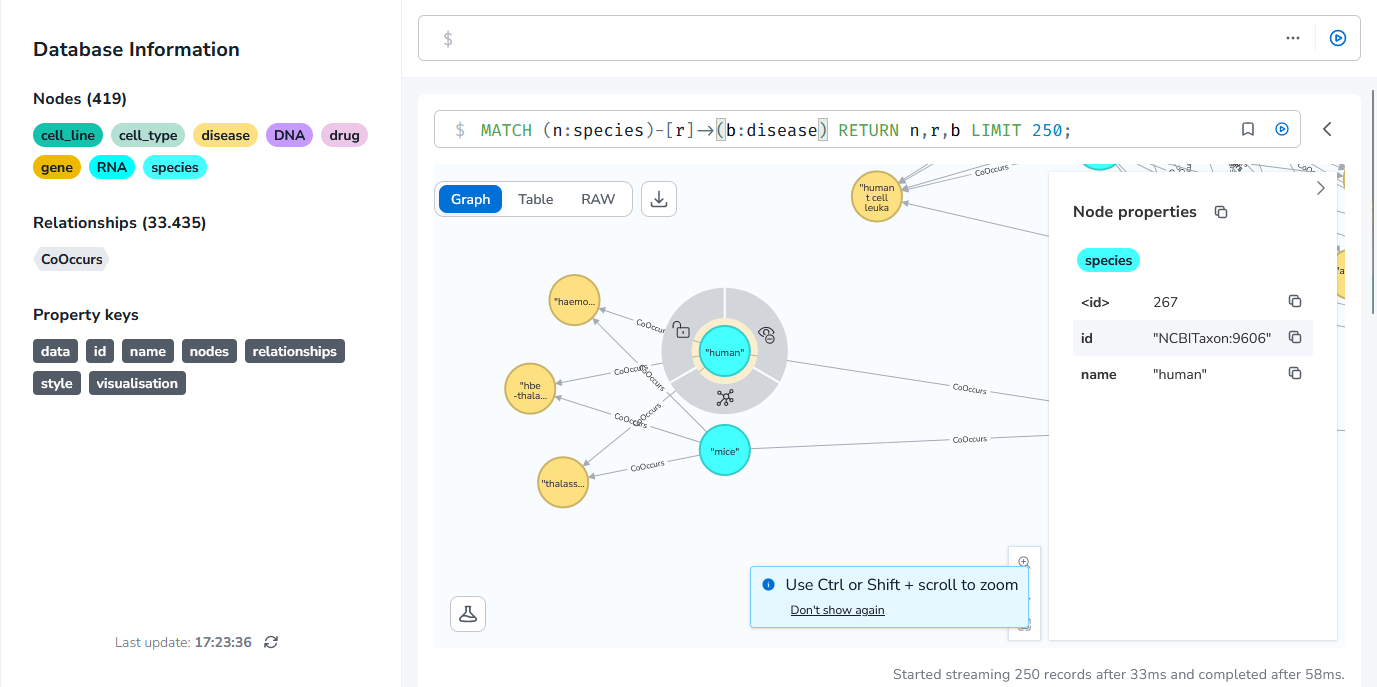 Database Information
Nodes (419)
cell_line cell_type disease DNA drug
gene RNA species
Relationships (33.435)
CoOccurs
Property keys
data id name nodes relationships
style visualisation
Last update: 17:23:36
$
$ MATCH (n:species)-[r]->(b:disease) RETURN n,r,b LIMIT 250;
Graph Table RAW
"human
t cell
leuka
CoOccurs
"haemo...
CoOccurs
"human"
"hbe
-thala...
CoOccurs
CoOccurs
CoOccurs
CoOccurs
CoOccurs
"mice"
CoOccurs
CoOccurs
"thalass...
CoOccurs
Node properties
species
<id> 267
id "NCBITaxon:9606"
name "human"
Use Ctrl or Shift + scroll to zoom
Don't show again
Started streaming 250 records after 33ms and completed after 58ms.